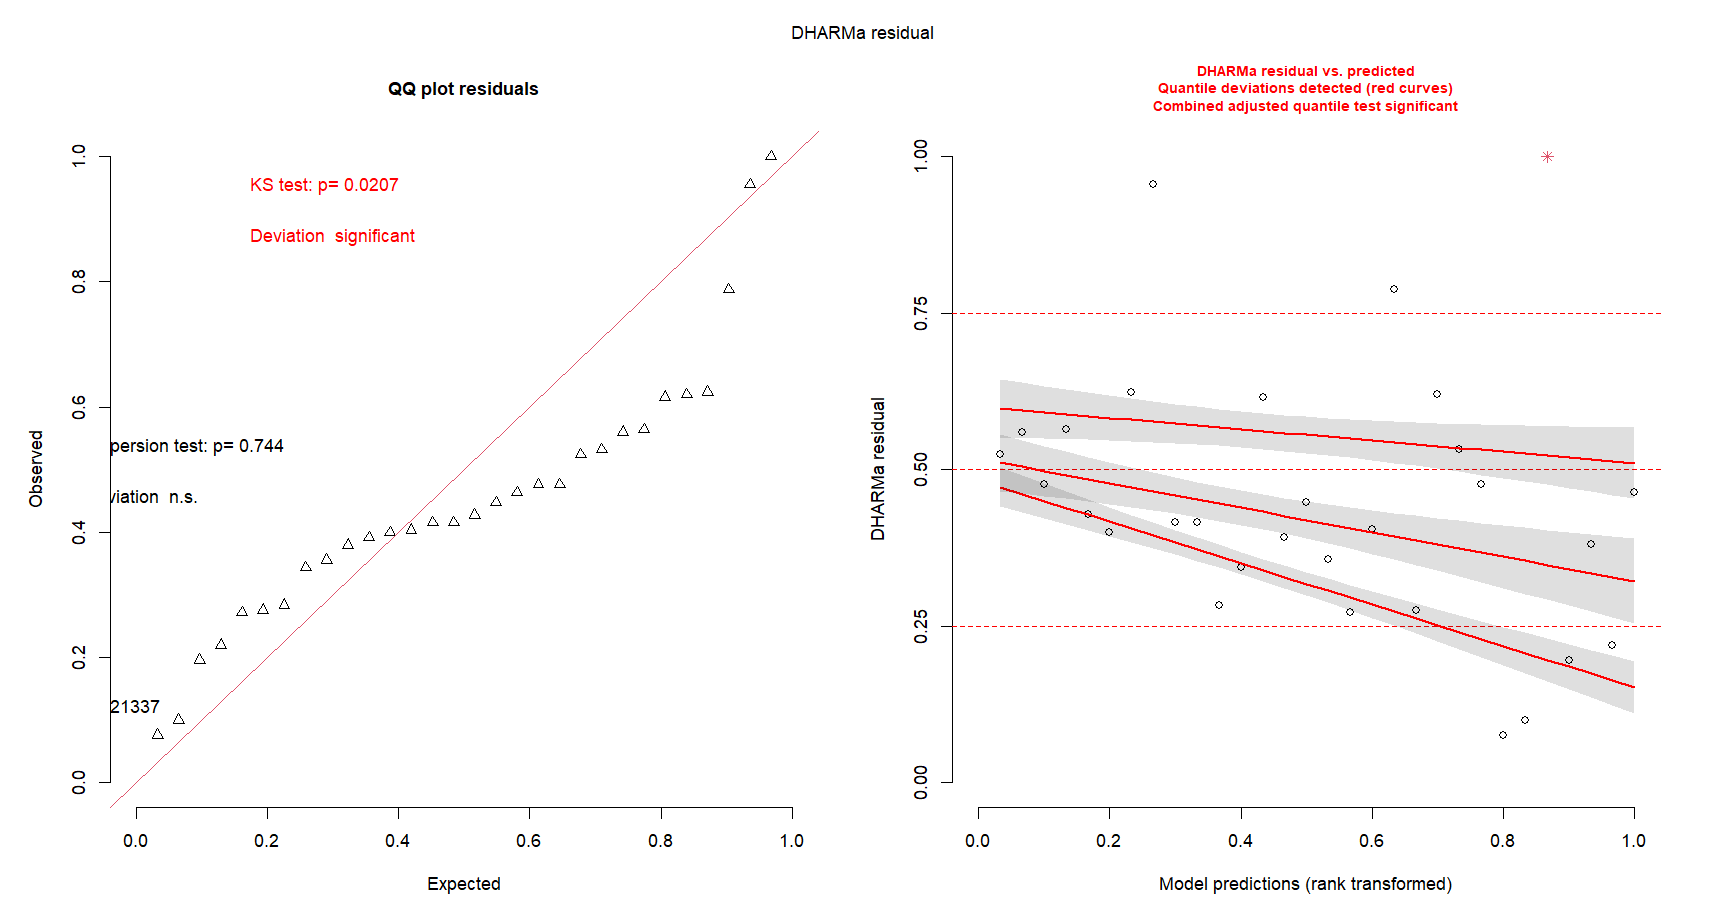 DHARMa residual
QQ plot residuals
KS test: p= 0.0207
Deviation  significant
persion test: p= 0.744
viation  n.s.
21337
Observed
0.0
0.2
0.4
0.6
0.8
1.0
0.0 0.2 0.4 0.6 0.8 1.0
Expected
DHARMa residual vs. predicted
Quantile deviations detected (red curves)
Combined adjusted quantile test significant
DHARMa residual
0.00
0.25
0.50
0.75
1.00
0.0 0.2 0.4 0.6 0.8 1.0
Model predictions (rank transformed)